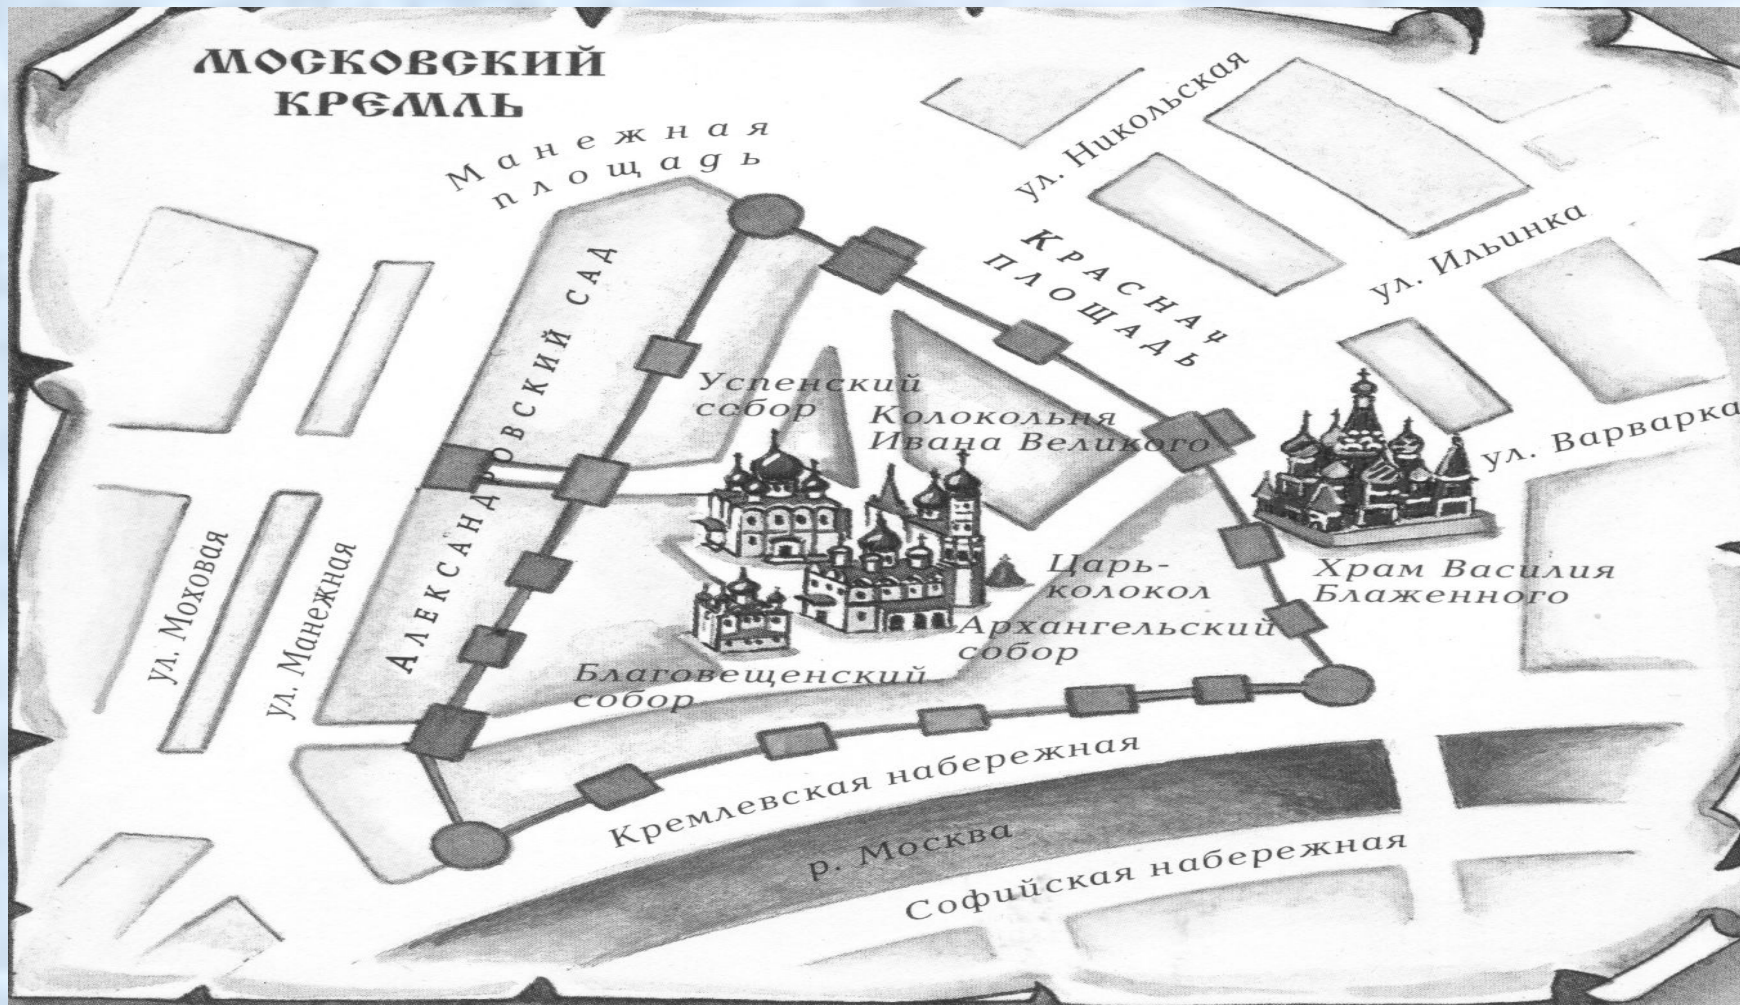 МОСКОВСКИЙ
КРЕМЛЬ
Манежная
площадь
ул. Никольская
КРАСНАЏ
ПЛОЩАДЬ
ул. Ильинка
ул. Варварка
АЛЕКСАНДРОВСКИЙ САД
Успенский
собор
Колокольня
Ивана Великого
ул. Моховая
ул. Манежная
Царь-
колокол
Храм Василия
Блаженного
Архангельский
собор
Благовещенский
собор
Кремлевская набережная
р. Москва
Софийская набережная